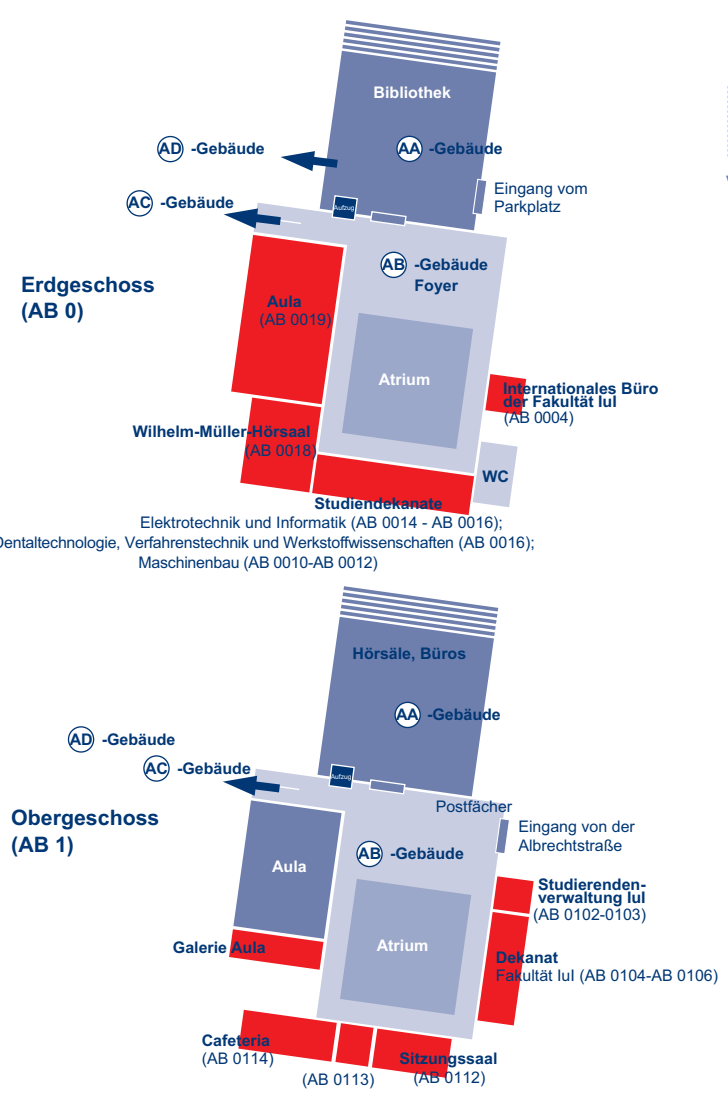 Bibliothek
AD -Gebäude
AA -Gebäude
AC -Gebäude
Eingang vom
Parkplatz
Aufzug
AB -Gebäude
Foyer
Erdgeschoss
(AB 0)
Aula
(AB 0019)
Atrium
Internationales Büro
der Fakultät IuI
(AB 0004)
Wilhelm-Müller-Hörsaal
(AB 0018)
WC
Studiendekanate
Elektrotechnik und Informatik (AB 0014 - AB 0016);
Dentaltechnologie, Verfahrenstechnik und Werkstoffwissenschaften (AB 0016);
Maschinenbau (AB 0010-AB 0012)
Hörsäle, Büros
AA -Gebäude
AD -Gebäude
AC -Gebäude
Aufzug
Postfächer
Obergeschoss
(AB 1)
Eingang von der
Albrechtstraße
AB -Gebäude
Aula
Studierenden-
verwaltung IuI
(AB 0102-0103)
Galerie Aula
Atrium
Dekanat
Fakultät IuI (AB 0104-AB 0106)
Cafeteria
(AB 0114)
(AB 0113)
Sitzungssaal
(AB 0112)